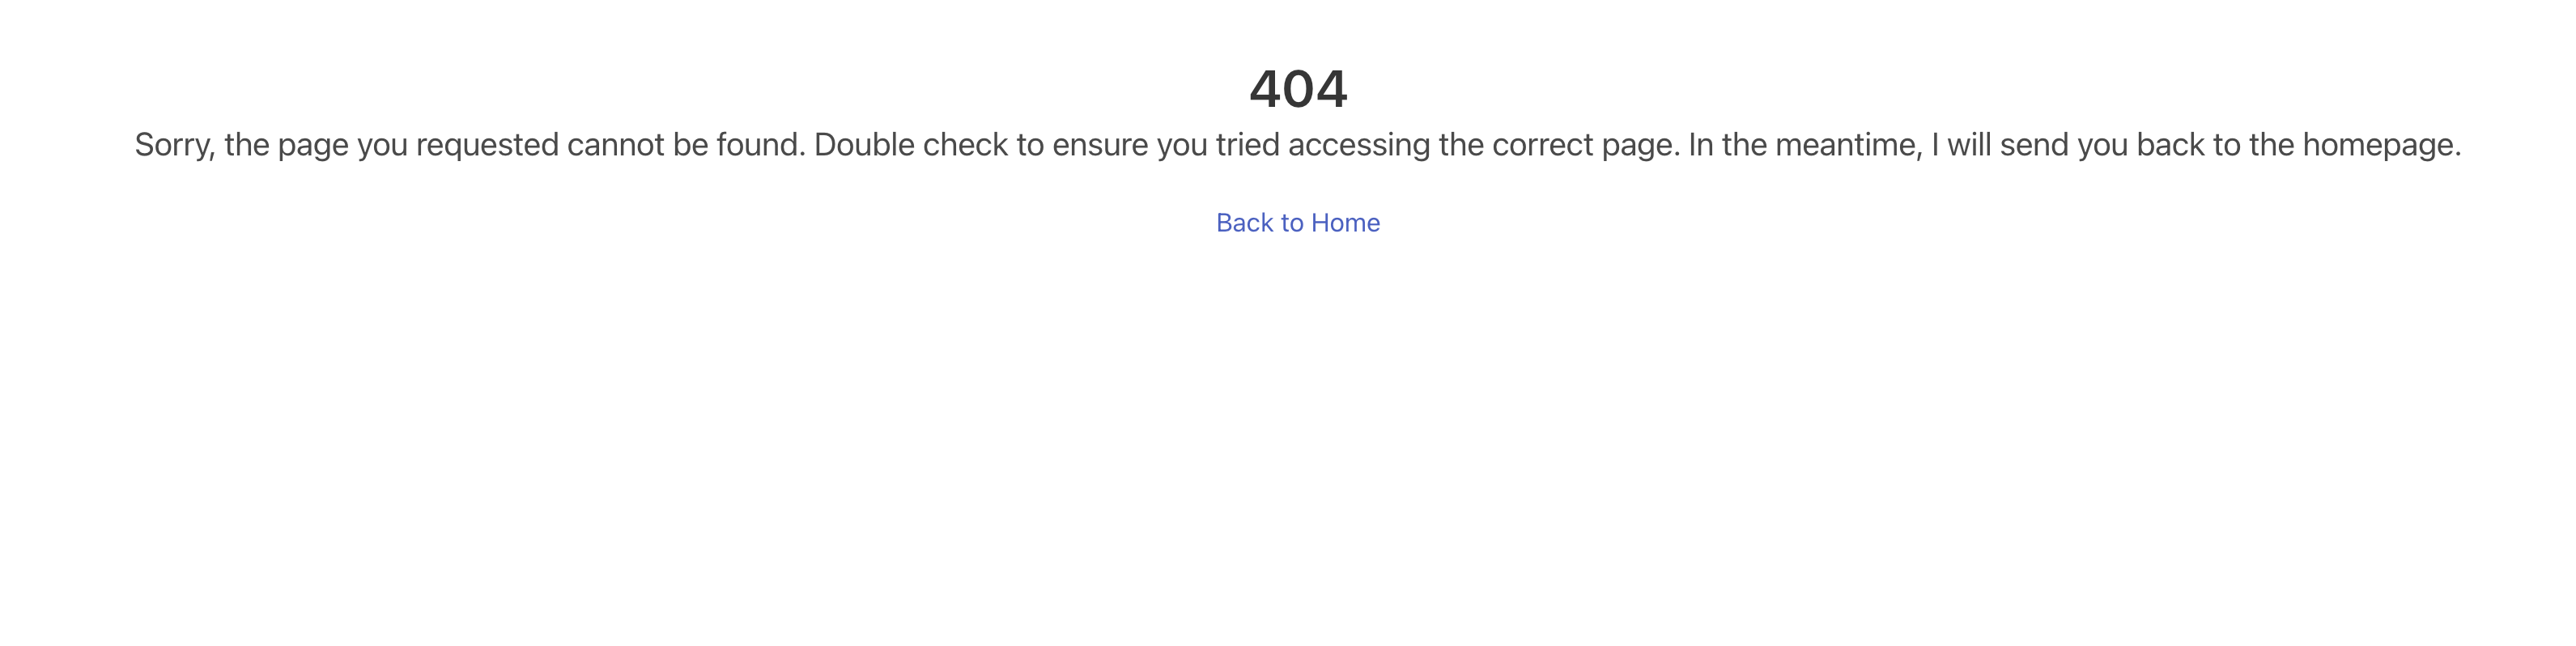 404
Sorry, the page you requested cannot be found. Double check to ensure you tried accessing the correct page. In the meantime, I will send you back to the homepage.
Back to Home